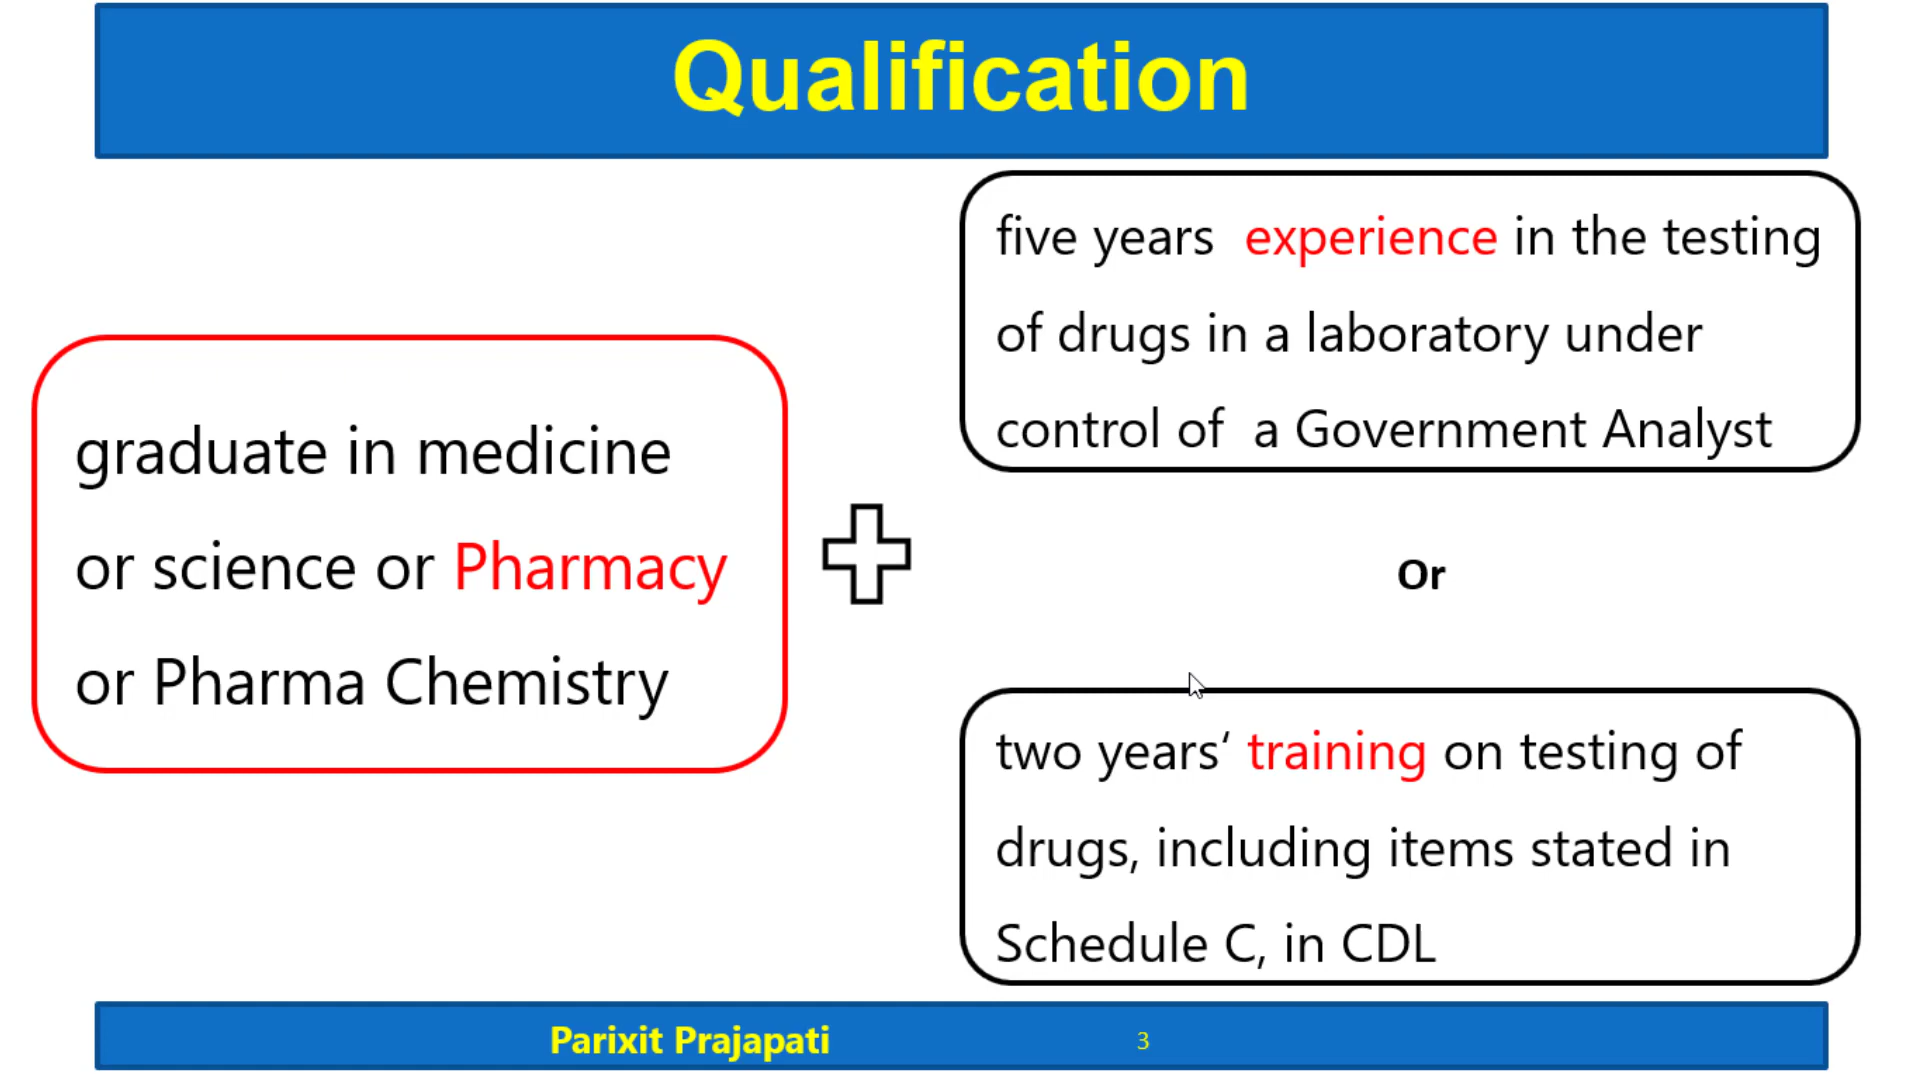 Qualification
graduate in medicine
or science or Pharmacy
or Pharma Chemistry
five years experience in the testing
of drugs in a laboratory under
control of a Government Analyst
Or
two years‘ training on testing of
drugs, including items stated in
Schedule C, in CDL
Parixit Prajapati
3